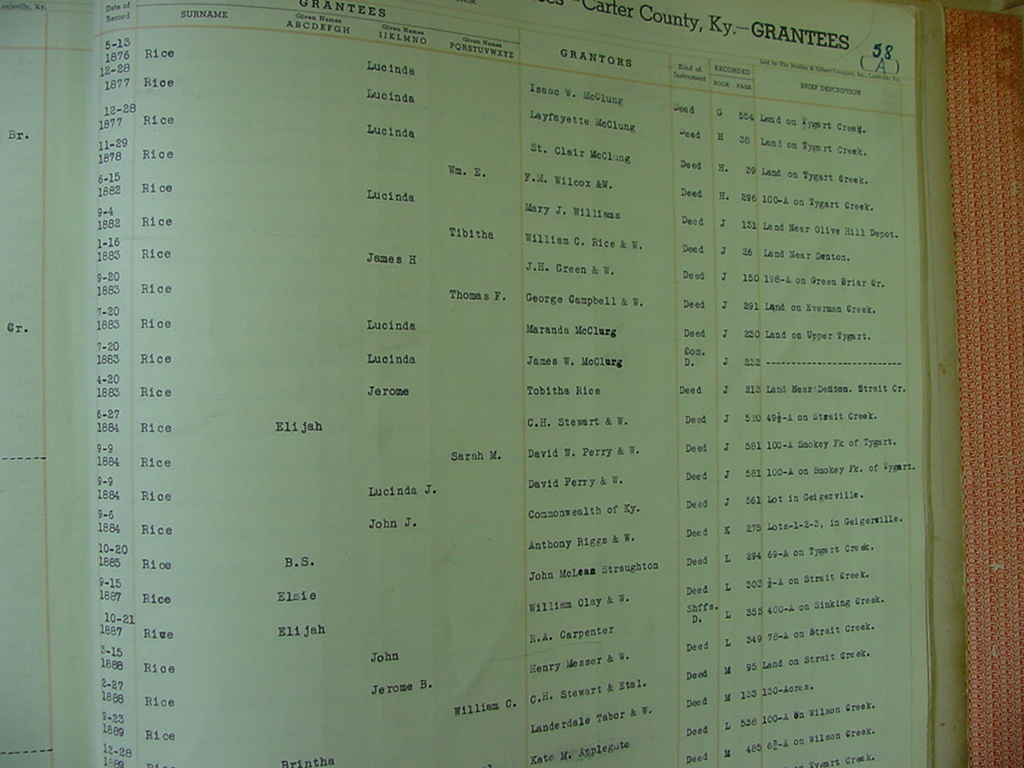 Louisville, Ky.
Br.
Cr.
Carter County, Ky.—GRANTEES
58
(A)
Date of Record
GRANTEES
SURNAME
Given Names ABCDEFGH
Given Names IJKLMNO
Given Names PQRSTUVWXYZ
GRANTORS
Kind of Instrument
RECORDED
BOOK PAGE
BRIEF DESCRIPTION
5-13 1876 Rice Lucinda Isaac W. McClung Deed G 554 Land on Tygart Creek.
12-28 1877 Rice Lucinda Layfayette McClung Deed H 38 Land on Tygart Creek.
12-28 1877 Rice Lucinda St. Clair McClung Deed H. 39 Land on Tygart Creek.
11-29 1878 Rice Wm. E. F.M. Wilcox &W. Deed H. 296 100-A on Tygart Creek.
6-15 1882 Rice Lucinda Mary J. Williams Deed J 131 Land Near Olive Hill Depot.
9-4 1882 Rice Tibitha William C. Rice & W. Deed J 26 Land Near Denton.
1-16 1883 Rice James H J.H. Green & W. Deed J 150 198-A on Green Briar Cr.
9-20 1883 Rice Thomas F. George Campbell & W. Deed J 291 Land on Everman Creek.
7-20 1883 Rice Lucinda Maranda McClurg Deed J 230 Land on Upper Tygart.
7-20 1883 Rice Lucinda James W. McClurg Com. D. J 232 --------------------
4-20 1883 Rice Jerome Tobitha Rice Deed J 213 Land Near Denton. Strait Cr.
6-27 1884 Rice Elijah C.H. Stewart & W. Deed J 520 49½-A on Strait Creek.
9-9 1884 Rice Sarah M. David W. Perry & W. Deed J 581 100-A Smokey Fk of Tygart.
9-9 1884 Rice Lucinda J. David Perry & W. Deed J 581 100-A on Smokey Fk. of Tygart.
9-6 1884 Rice John J. Commonwealth of Ky. Deed J 561 Lot in Geigerville.
10-20 1885 Rice B.S. Anthony Riggs & W. Deed K 275 Lots-1-2-3, in Geigerville.
9-15 1887 Rice Elsie John McLean Straughton Deed L 294 69-A on Tygart Creek.
10-21 1887 Rice Elijah William Clay & W. Deed L 303 ½-A on Strait Creek.
3-15 1888 Rice John R.A. Carpenter Shffs. D. L 355 400-A on Sinking Creek.
2-27 1888 Rice Jerome B. Henry Messer & W. Deed L 349 78-A on Strait Creek.
9-23 1889 Rice William C. C.H. Stewart & Etal. Deed M 95 Land on Strait Creek.
12-28 Brintha Landerdale Tabor & W. Deed M 133 130-Acres.
Kate M. Applegate Deed L 538 100-A on Wilson Creek.
Deed M 485 on Wilson Creek.
Tygart Creek.